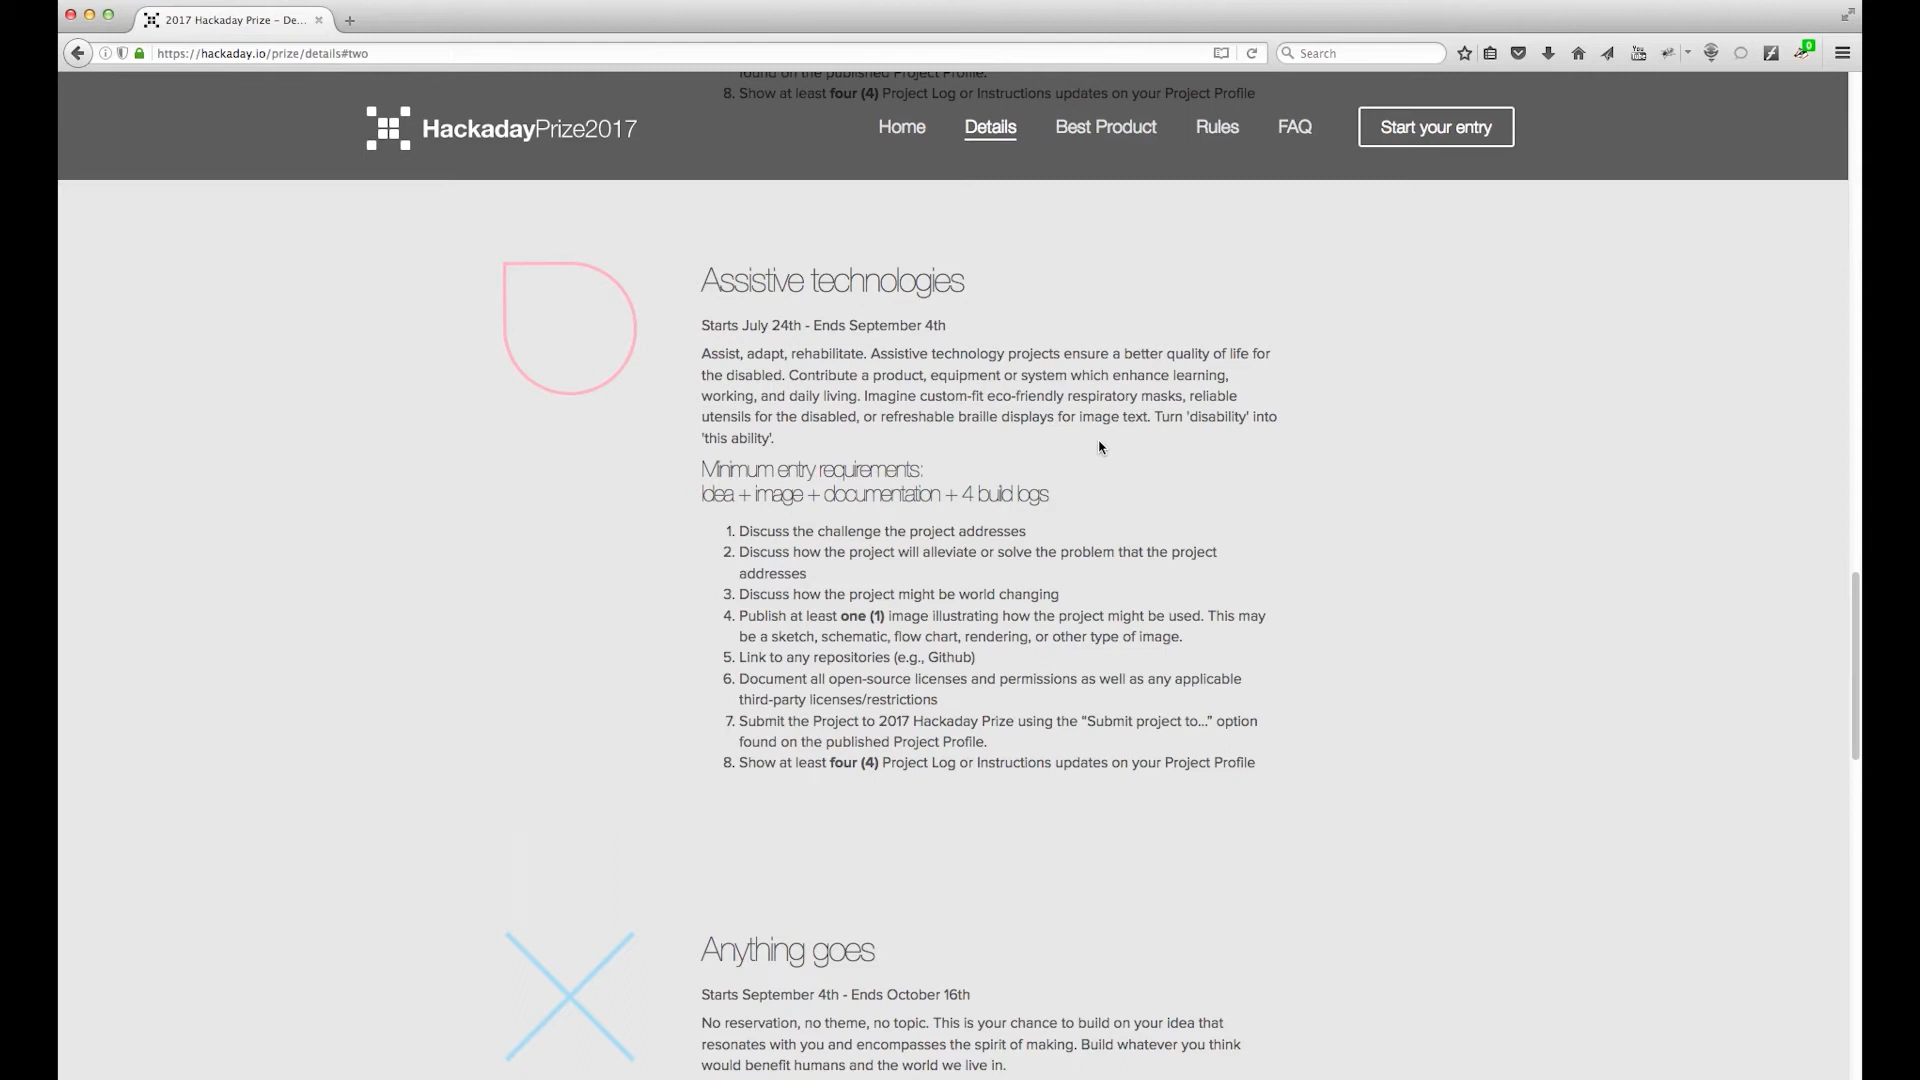 2017 Hackaday Prize – De...
https://hackaday.io/prize/details#two
Search
0
found on the published Project Profile.
8. Show at least four (4) Project Log or Instructions updates on your Project Profile
HackadayPrize2017
Home
Details
Best Product
Rules
FAQ
Start your entry
Assistive technologies
Starts July 24th - Ends September 4th
Assist, adapt, rehabilitate. Assistive technology projects ensure a better quality of life for
the disabled. Contribute a product, equipment or system which enhance learning,
working, and daily living. Imagine custom-fit eco-friendly respiratory masks, reliable
utensils for the disabled, or refreshable braille displays for image text. Turn 'disability' into
'this ability'.
Minimum entry requirements:
Idea + image + documentation + 4 build logs
1. Discuss the challenge the project addresses
2. Discuss how the project will alleviate or solve the problem that the project
addresses
3. Discuss how the project might be world changing
4. Publish at least one (1) image illustrating how the project might be used. This may
be a sketch, schematic, flow chart, rendering, or other type of image.
5. Link to any repositories (e.g., Github)
6. Document all open-source licenses and permissions as well as any applicable
third-party licenses/restrictions
7. Submit the Project to 2017 Hackaday Prize using the “Submit project to...” option
found on the published Project Profile.
8. Show at least four (4) Project Log or Instructions updates on your Project Profile
Anything goes
Starts September 4th - Ends October 16th
No reservation, no theme, no topic. This is your chance to build on your idea that
resonates with you and encompasses the spirit of making. Build whatever you think
would benefit humans and the world we live in.